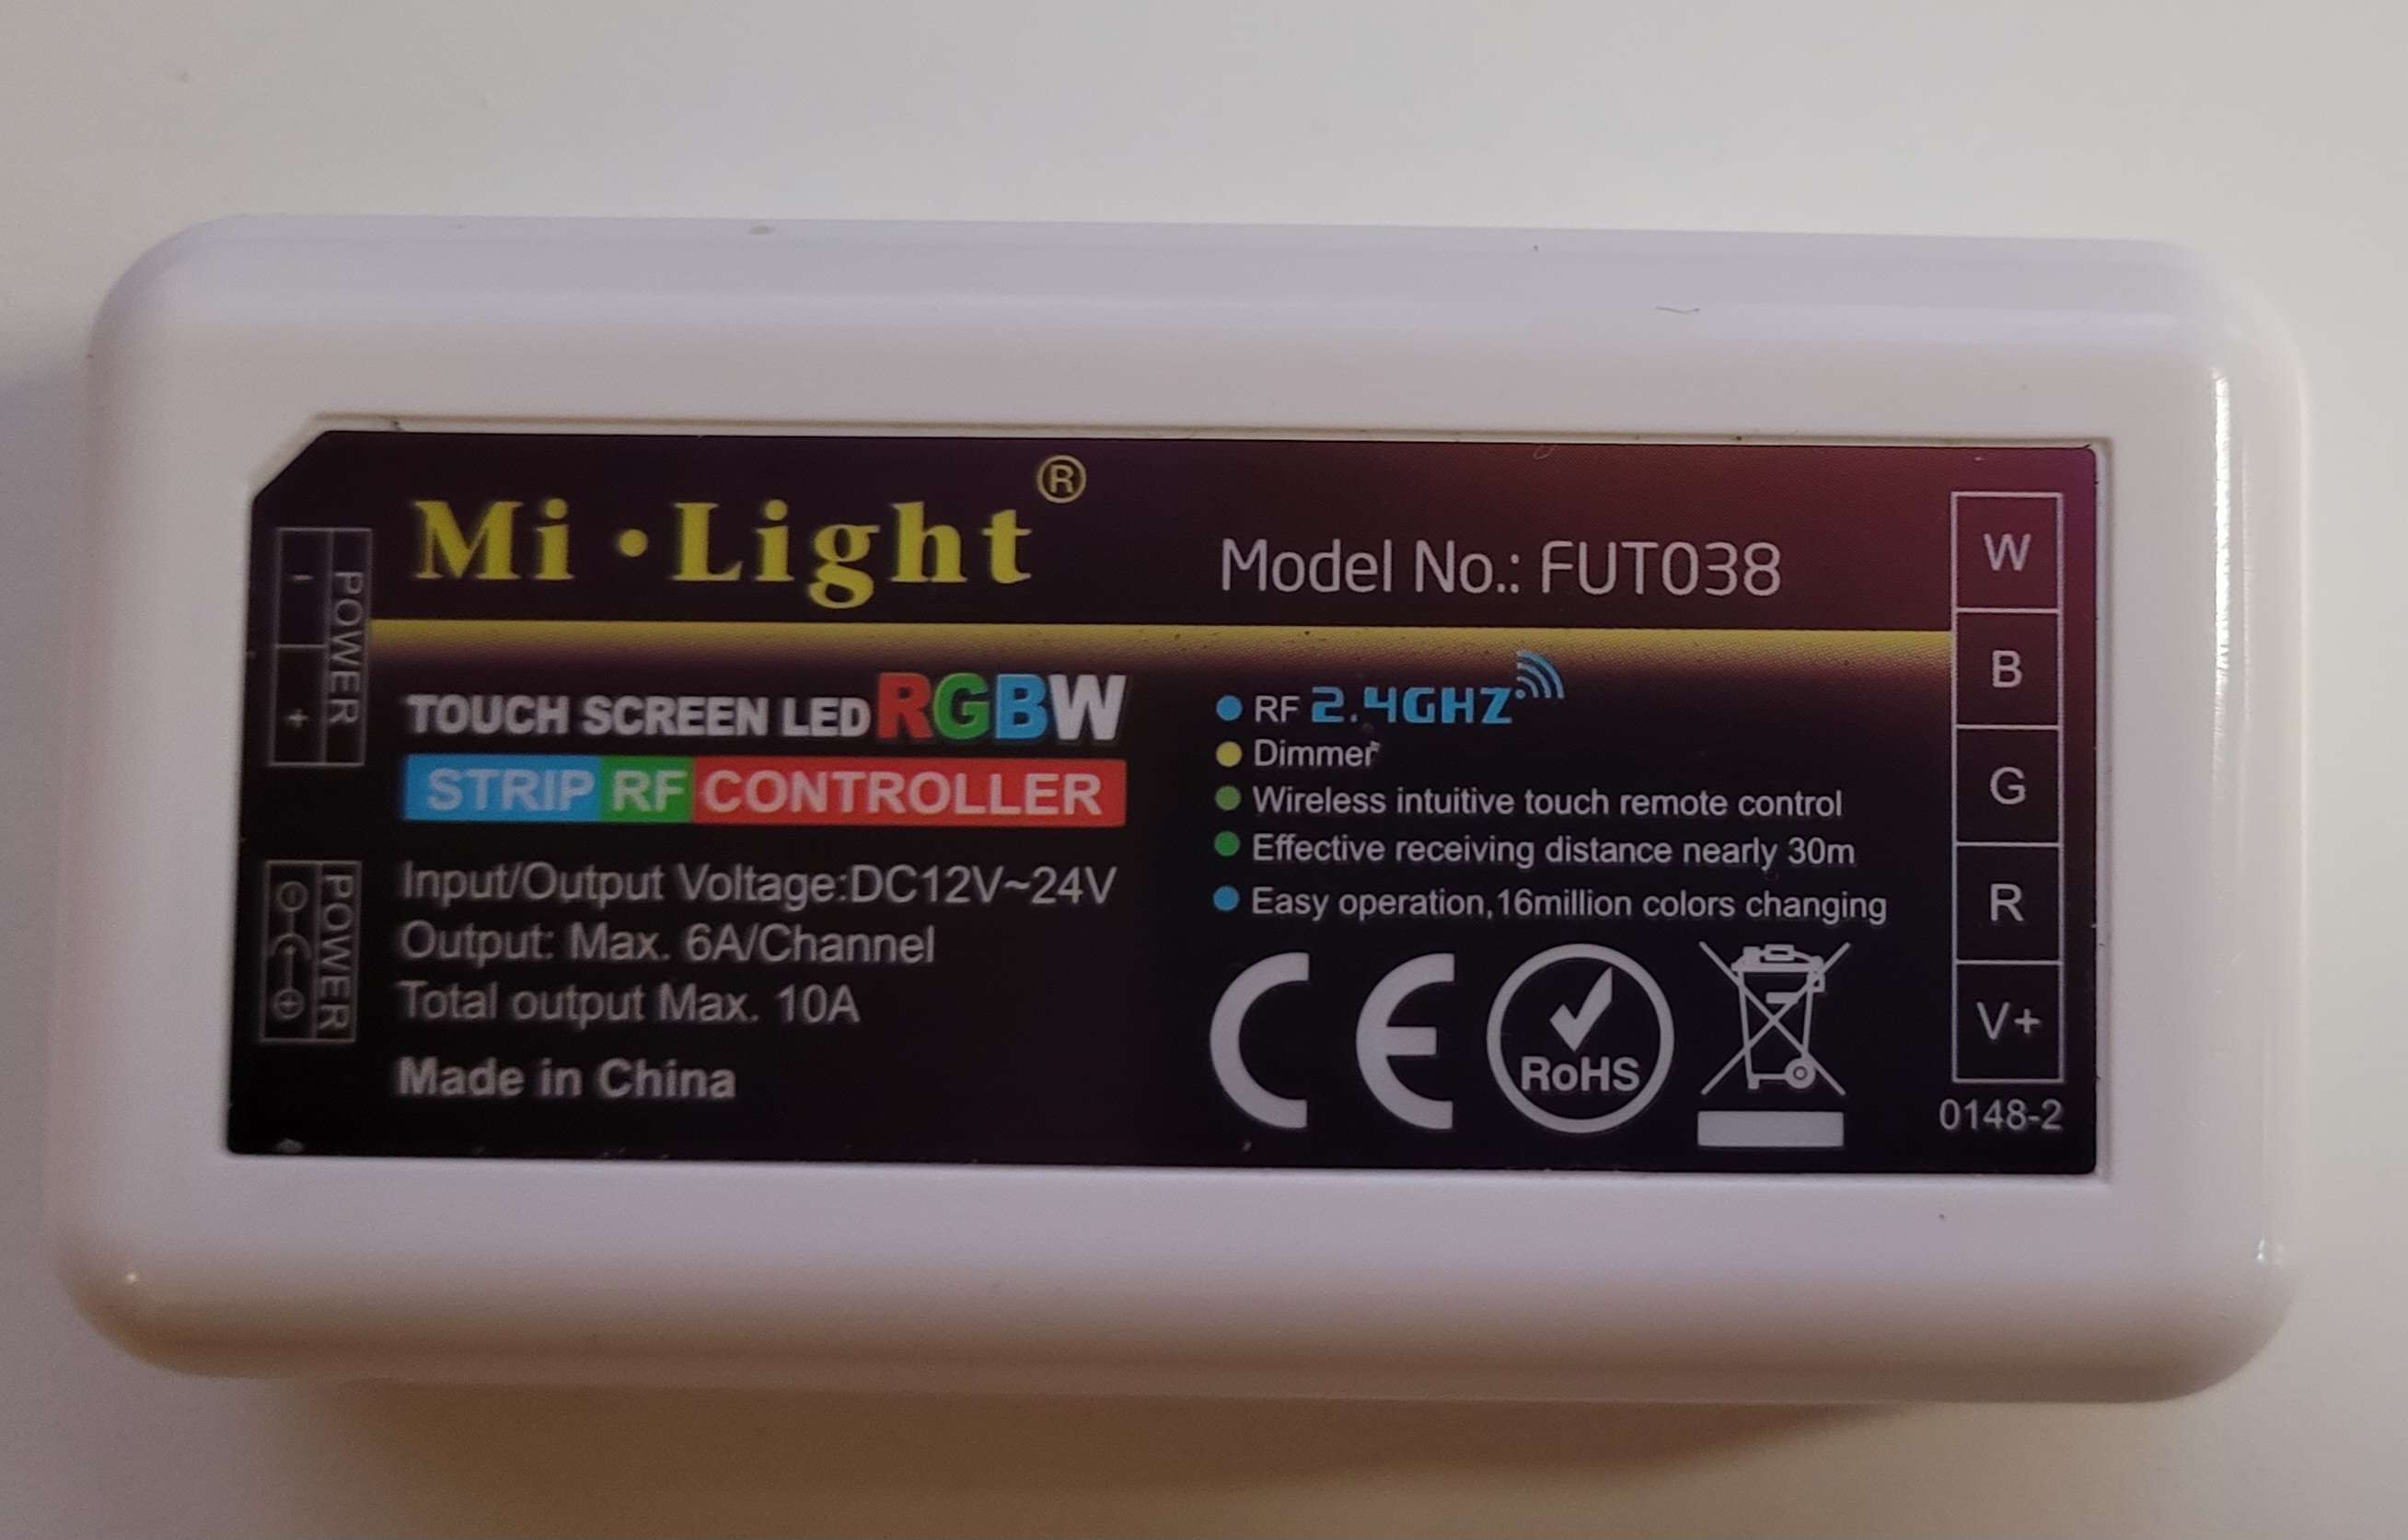 Mi·Light®
Model No.: FUT038
POWER
- +
TOUCH SCREEN LED RGBW
STRIP RF CONTROLLER
Input/Output Voltage:DC12V~24V
Output: Max. 6A/Channel
Total output Max. 10A
Made in China
POWER
RF 2.4GHZ
Dimmer
Wireless intuitive touch remote control
Effective receiving distance nearly 30m
Easy operation,16million colors changing
CE
RoHS
W
B
G
R
V+
0148-2